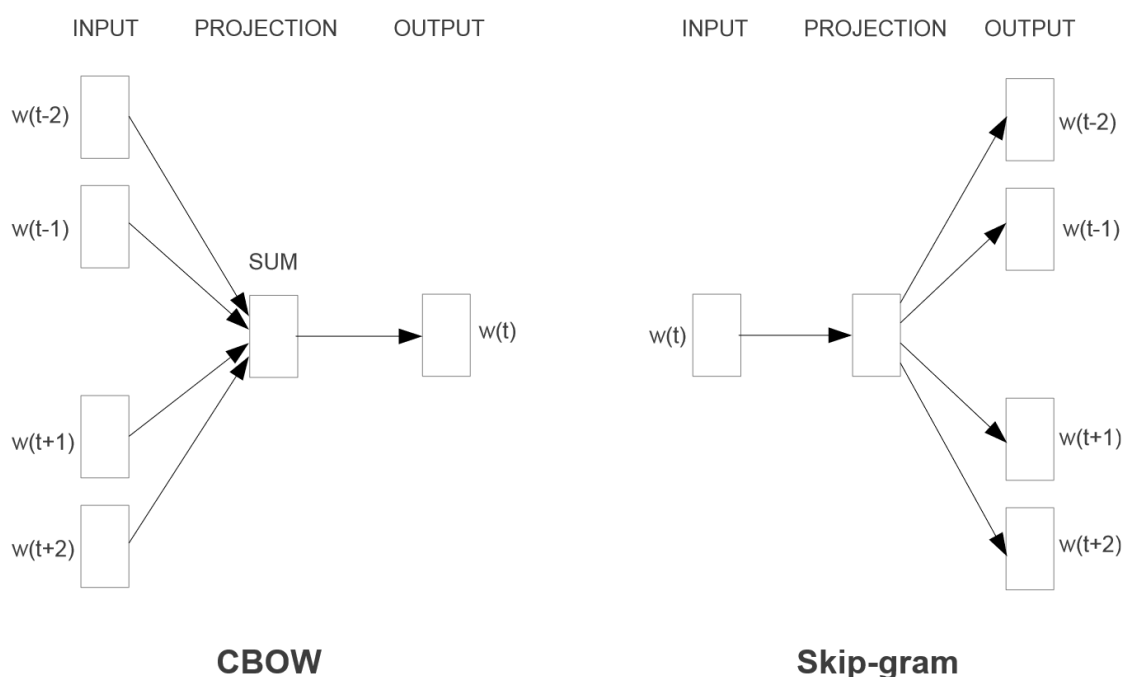 INPUT PROJECTION OUTPUT
w(t-2)
w(t-1)
SUM
w(t)
w(t+1)
w(t+2)
CBOW
INPUT PROJECTION OUTPUT
w(t-2)
w(t-1)
w(t)
w(t+1)
w(t+2)
Skip-gram